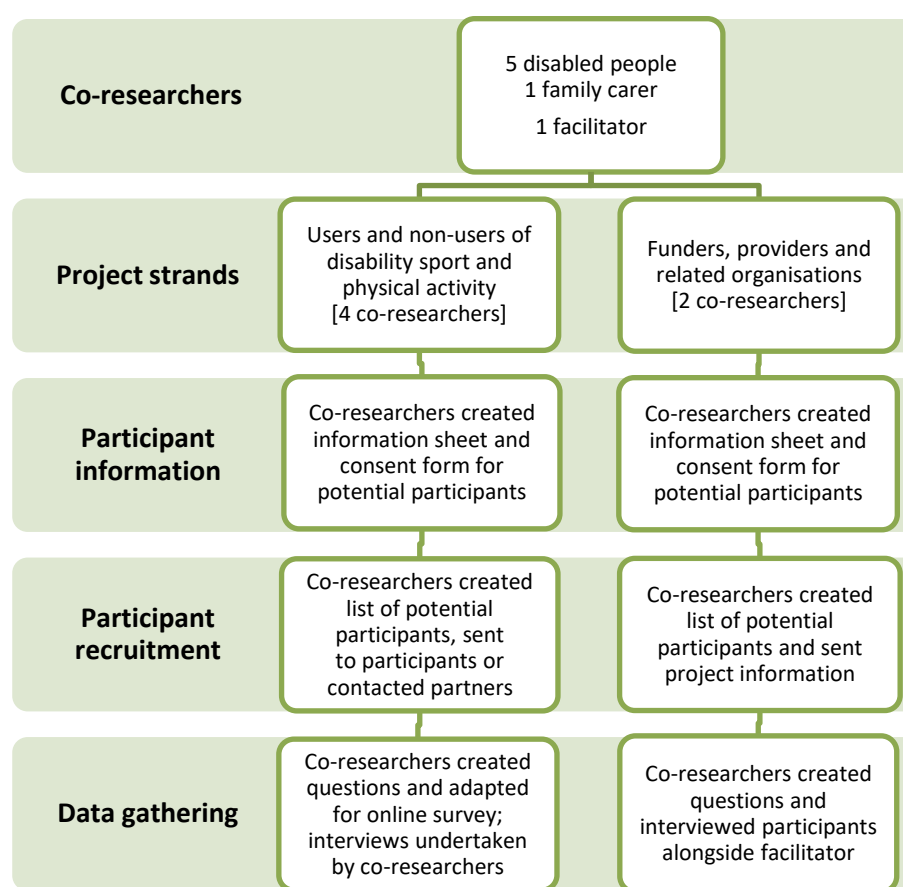 Co-researchers
5 disabled people
1 family carer
1 facilitator
Project strands
Users and non-users of
disability sport and
physical activity
[4 co-researchers]
Funders, providers and
related organisations
[2 co-researchers]
Participant
information
Co-researchers created
information sheet and
consent form for
potential participants
Co-researchers created
information sheet and
consent form for
potential participants
Participant
recruitment
Co-researchers created
list of potential
participants, sent
to participants or
contacted partners
Co-researchers created
list of potential
participants and sent
project information
Data gathering
Co-researchers created
questions and adapted
for online survey;
interviews undertaken
by co-researchers
Co-researchers created
questions and
interviewed participants
alongside facilitator